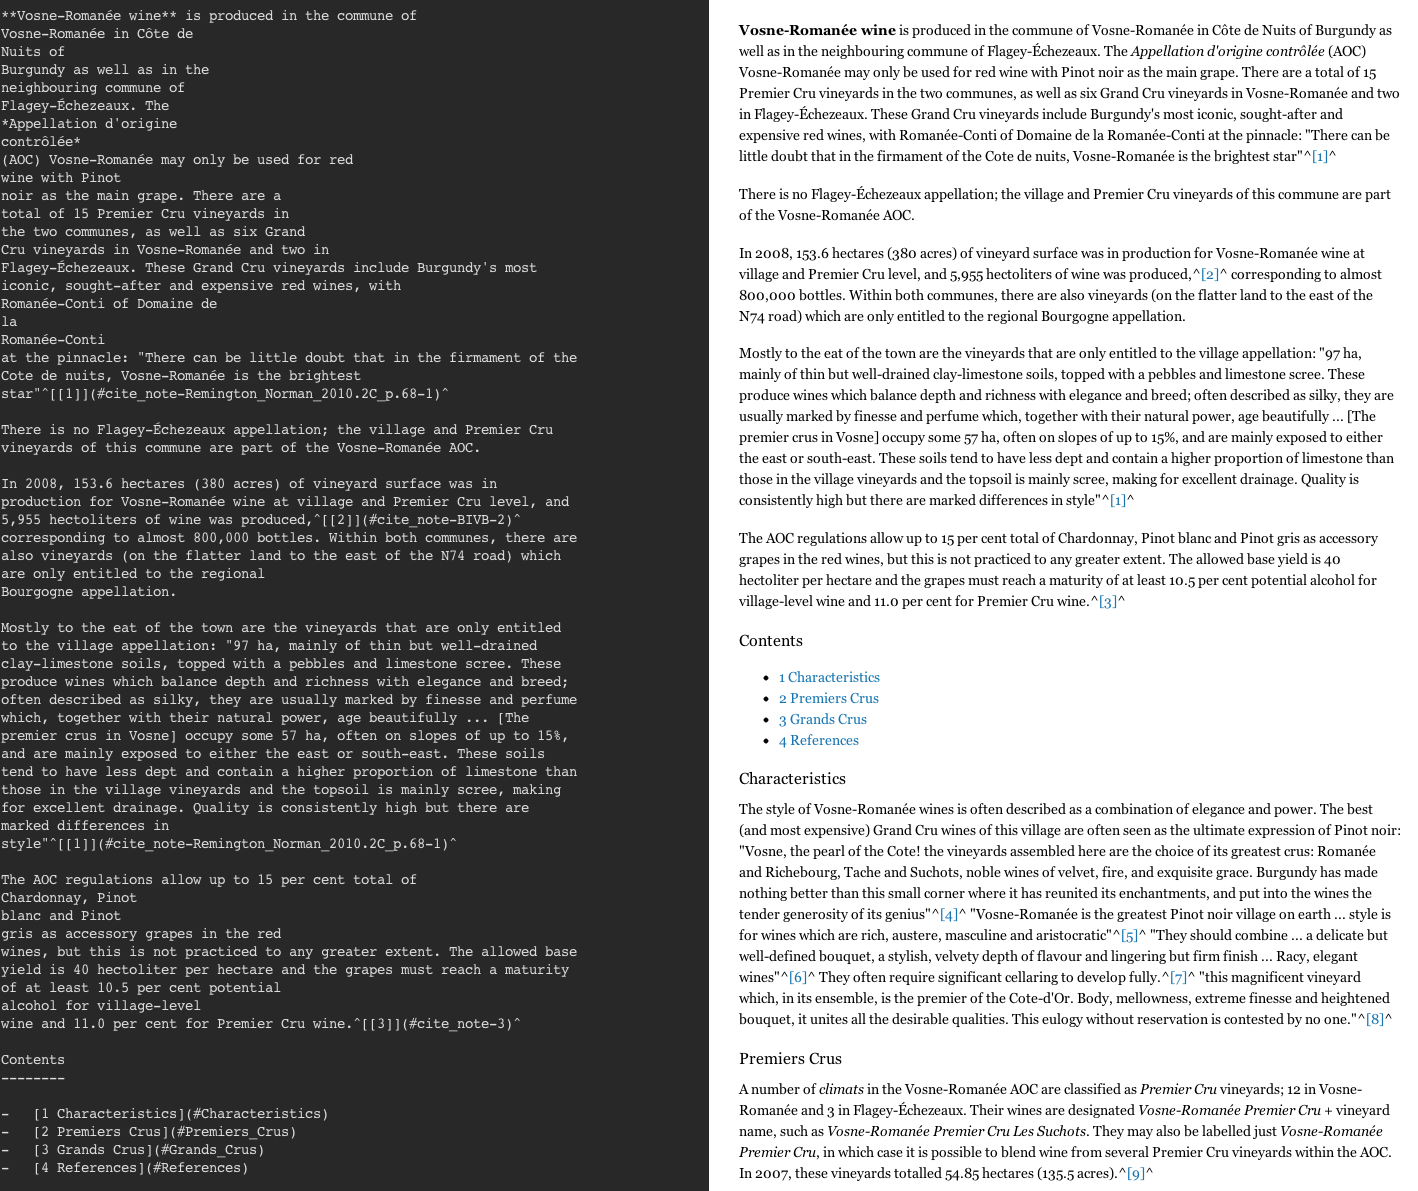 **Vosne-Romanée wine** is produced in the commune of
Vosne-Romanée in Côte de
Nuits of
Burgundy as well as in the
neighbouring commune of
Flagey-Échezeaux. The
*Appellation d'origine
contrôlée*
(AOC) Vosne-Romanée may only be used for red
wine with Pinot
noir as the main grape. There are a
total of 15 Premier Cru vineyards in
the two communes, as well as six Grand
Cru vineyards in Vosne-Romanée and two in
Flagey-Échezeaux. These Grand Cru vineyards include Burgundy's most
iconic, sought-after and expensive red wines, with
Romanée-Conti of Domaine de
la
Romanée-Conti
at the pinnacle: "There can be little doubt that in the firmament of the
Cote de nuits, Vosne-Romanée is the brightest
star"^[[1]](#cite_note-Remington_Norman_2010.2C_p.68-1)^

There is no Flagey-Échezeaux appellation; the village and Premier Cru
vineyards of this commune are part of the Vosne-Romanée AOC.

In 2008, 153.6 hectares (380 acres) of vineyard surface was in
production for Vosne-Romanée wine at village and Premier Cru level, and
5,955 hectoliters of wine was produced,^[[2]](#cite_note-BIVB-2)^
corresponding to almost 800,000 bottles. Within both communes, there are
also vineyards (on the flatter land to the east of the N74 road) which
are only entitled to the regional
Bourgogne appellation.

Mostly to the eat of the town are the vineyards that are only entitled
to the village appellation: "97 ha, mainly of thin but well-drained
clay-limestone soils, topped with a pebbles and limestone scree. These
produce wines which balance depth and richness with elegance and breed;
often described as silky, they are usually marked by finesse and perfume
which, together with their natural power, age beautifully ... [The
premier crus in Vosne] occupy some 57 ha, often on slopes of up to 15%,
and are mainly exposed to either the east or south-east. These soils
tend to have less dept and contain a higher proportion of limestone than
those in the village vineyards and the topsoil is mainly scree, making
for excellent drainage. Quality is consistently high but there are
marked differences in
style"^[[1]](#cite_note-Remington_Norman_2010.2C_p.68-1)^

The AOC regulations allow up to 15 per cent total of
Chardonnay, Pinot
blanc and Pinot
gris as accessory grapes in the red
wines, but this is not practiced to any greater extent. The allowed base
yield is 40 hectoliter per hectare and the grapes must reach a maturity
of at least 10.5 per cent potential
alcohol for village-level
wine and 11.0 per cent for Premier Cru wine.^[[3]](#cite_note-3)^

Contents
--------

-   [1 Characteristics](#Characteristics)
-   [2 Premiers Crus](#Premiers_Crus)
-   [3 Grands Crus](#Grands_Crus)
-   [4 References](#References)

Vosne-Romanée wine is produced in the commune of Vosne-Romanée in Côte de Nuits of Burgundy as
well as in the neighbouring commune of Flagey-Échezeaux. The Appellation d'origine contrôlée (AOC)
Vosne-Romanée may only be used for red wine with Pinot noir as the main grape. There are a total of 15
Premier Cru vineyards in the two communes, as well as six Grand Cru vineyards in Vosne-Romanée and two
in Flagey-Échezeaux. These Grand Cru vineyards include Burgundy's most iconic, sought-after and
expensive red wines, with Romanée-Conti of Domaine de la Romanée-Conti at the pinnacle: "There can be
little doubt that in the firmament of the Cote de nuits, Vosne-Romanée is the brightest star"^[1]^

There is no Flagey-Échezeaux appellation; the village and Premier Cru vineyards of this commune are part
of the Vosne-Romanée AOC.

In 2008, 153.6 hectares (380 acres) of vineyard surface was in production for Vosne-Romanée wine at
village and Premier Cru level, and 5,955 hectoliters of wine was produced,^[2]^ corresponding to almost
800,000 bottles. Within both communes, there are also vineyards (on the flatter land to the east of the
N74 road) which are only entitled to the regional Bourgogne appellation.

Mostly to the eat of the town are the vineyards that are only entitled to the village appellation: "97 ha,
mainly of thin but well-drained clay-limestone soils, topped with a pebbles and limestone scree. These
produce wines which balance depth and richness with elegance and breed; often described as silky, they are
usually marked by finesse and perfume which, together with their natural power, age beautifully ... [The
premier crus in Vosne] occupy some 57 ha, often on slopes of up to 15%, and are mainly exposed to either
the east or south-east. These soils tend to have less dept and contain a higher proportion of limestone than
those in the village vineyards and the topsoil is mainly scree, making for excellent drainage. Quality is
consistently high but there are marked differences in style"^[1]^

The AOC regulations allow up to 15 per cent total of Chardonnay, Pinot blanc and Pinot gris as accessory
grapes in the red wines, but this is not practiced to any greater extent. The allowed base yield is 40
hectoliter per hectare and the grapes must reach a maturity of at least 10.5 per cent potential alcohol for
village-level wine and 11.0 per cent for Premier Cru wine.^[3]^

Contents

• 1 Characteristics
• 2 Premiers Crus
• 3 Grands Crus
• 4 References

Characteristics

The style of Vosne-Romanée wines is often described as a combination of elegance and power. The best
(and most expensive) Grand Cru wines of this village are often seen as the ultimate expression of Pinot noir:
"Vosne, the pearl of the Cote! the vineyards assembled here are the choice of its greatest crus: Romanée
and Richebourg, Tache and Suchots, noble wines of velvet, fire, and exquisite grace. Burgundy has made
nothing better than this small corner where it has reunited its enchantments, and put into the wines the
tender generosity of its genius"^[4]^ "Vosne-Romanée is the greatest Pinot noir village on earth ... style is
for wines which are rich, austere, masculine and aristocratic"^[5]^ "They should combine ... a delicate but
well-defined bouquet, a stylish, velvety depth of flavour and lingering but firm finish ... Racy, elegant
wines"^[6]^ They often require significant cellaring to develop fully.^[7]^ "this magnificent vineyard
which, in its ensemble, is the premier of the Cote-d'Or. Body, mellowness, extreme finesse and heightened
bouquet, it unites all the desirable qualities. This eulogy without reservation is contested by no one."^[8]^

Premiers Crus

A number of climats in the Vosne-Romanée AOC are classified as Premier Cru vineyards; 12 in Vosne-
Romanée and 3 in Flagey-Échezeaux. Their wines are designated Vosne-Romanée Premier Cru + vineyard
name, such as Vosne-Romanée Premier Cru Les Suchots. They may also be labelled just Vosne-Romanée
Premier Cru, in which case it is possible to blend wine from several Premier Cru vineyards within the AOC.
In 2007, these vineyards totalled 54.85 hectares (135.5 acres).^[9]^